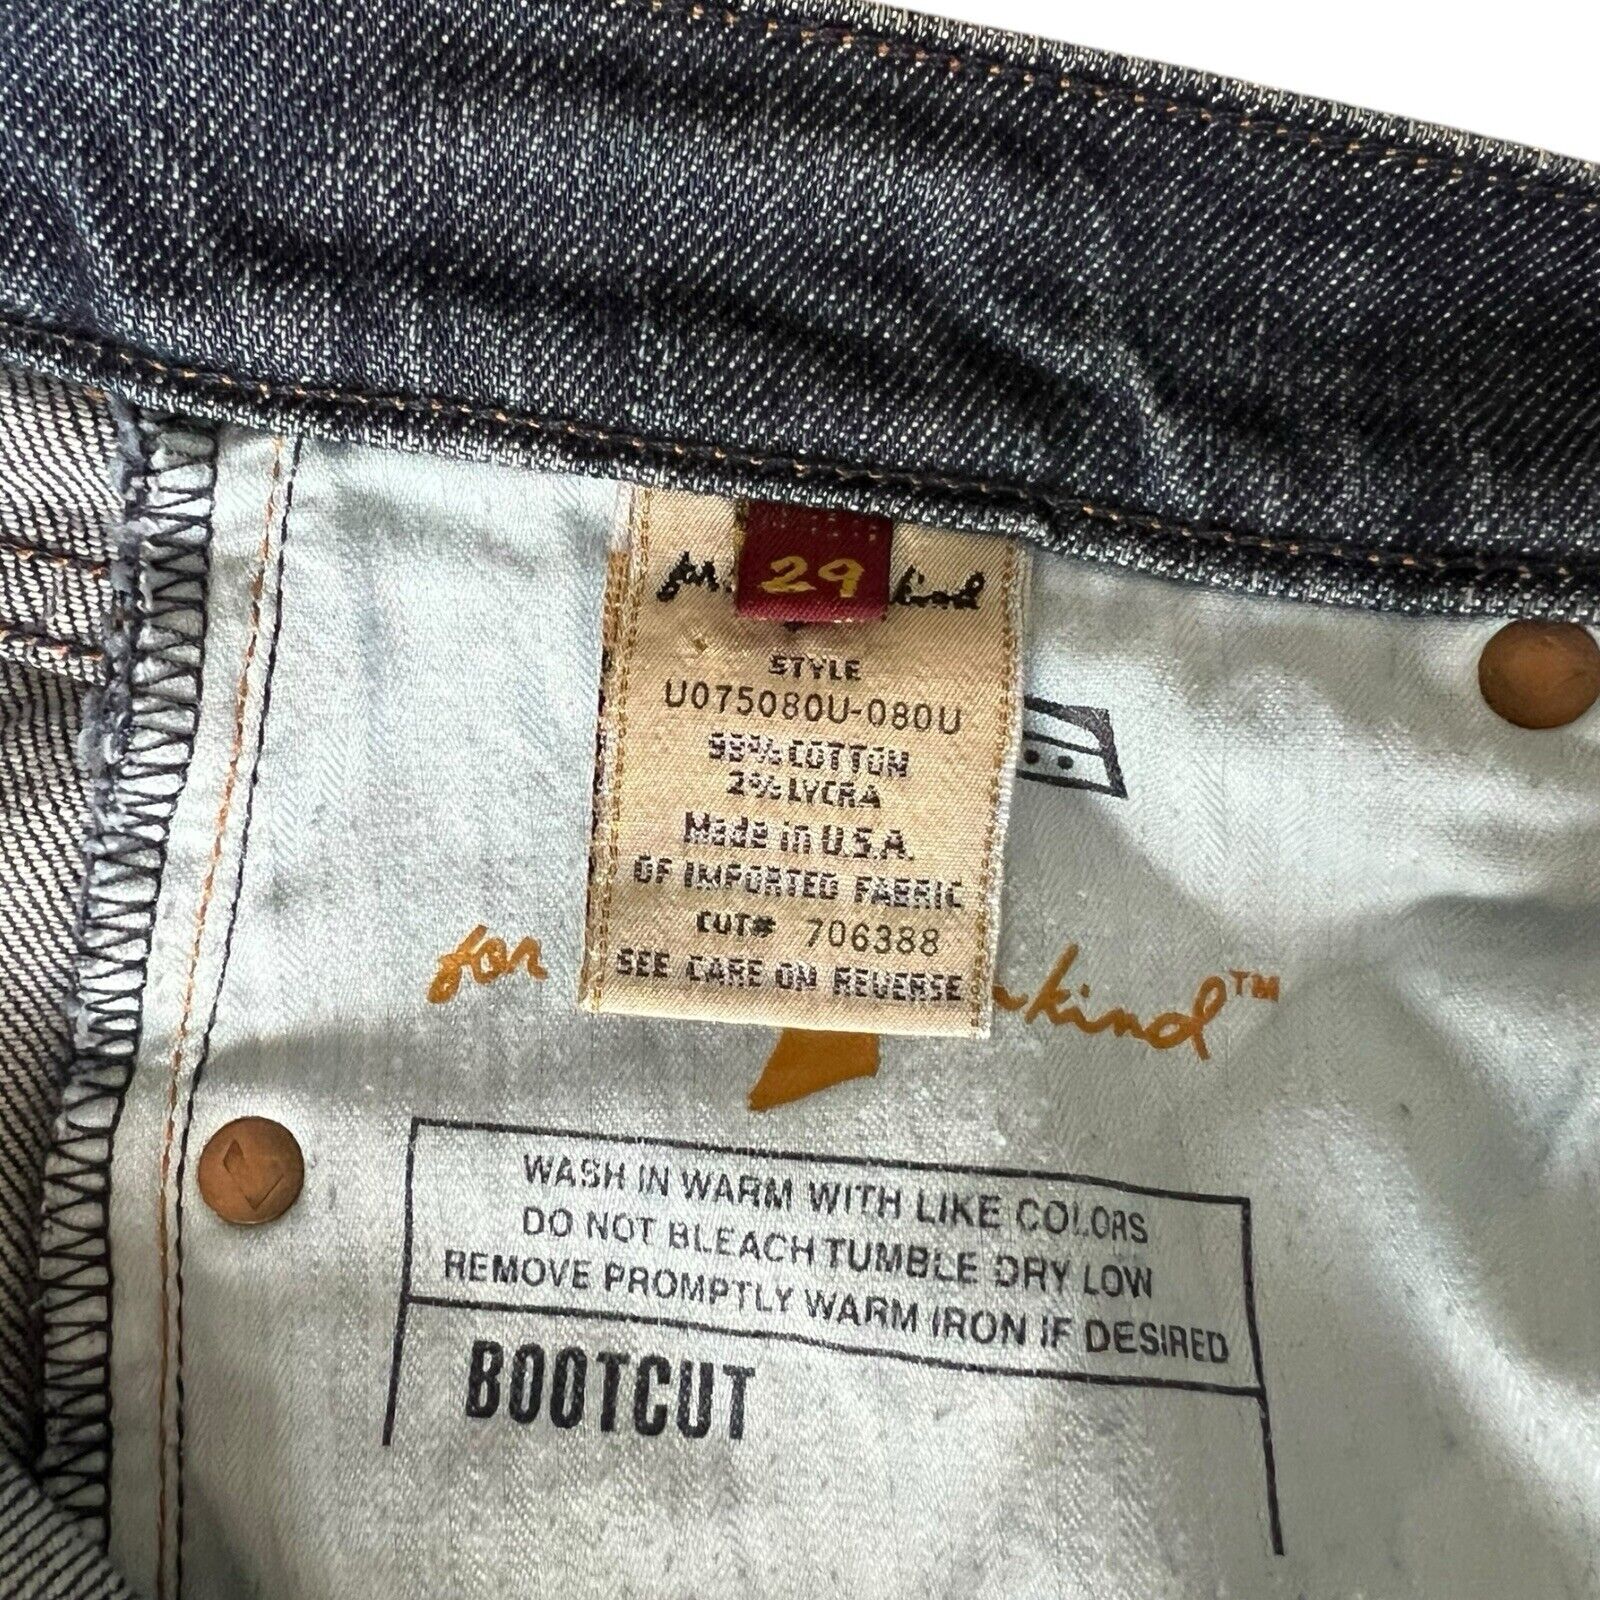 29
for kind
STYLE
U075080U-080U
98% COTTON
2% LYCRA
Made in U.S.A.
OF IMPORTED FABRIC
CUT# 706388
SEE CARE ON REVERSE
for kind™
WASH IN WARM WITH LIKE COLORS
DO NOT BLEACH TUMBLE DRY LOW
REMOVE PROMPTLY WARM IRON IF DESIRED
BOOTCUT